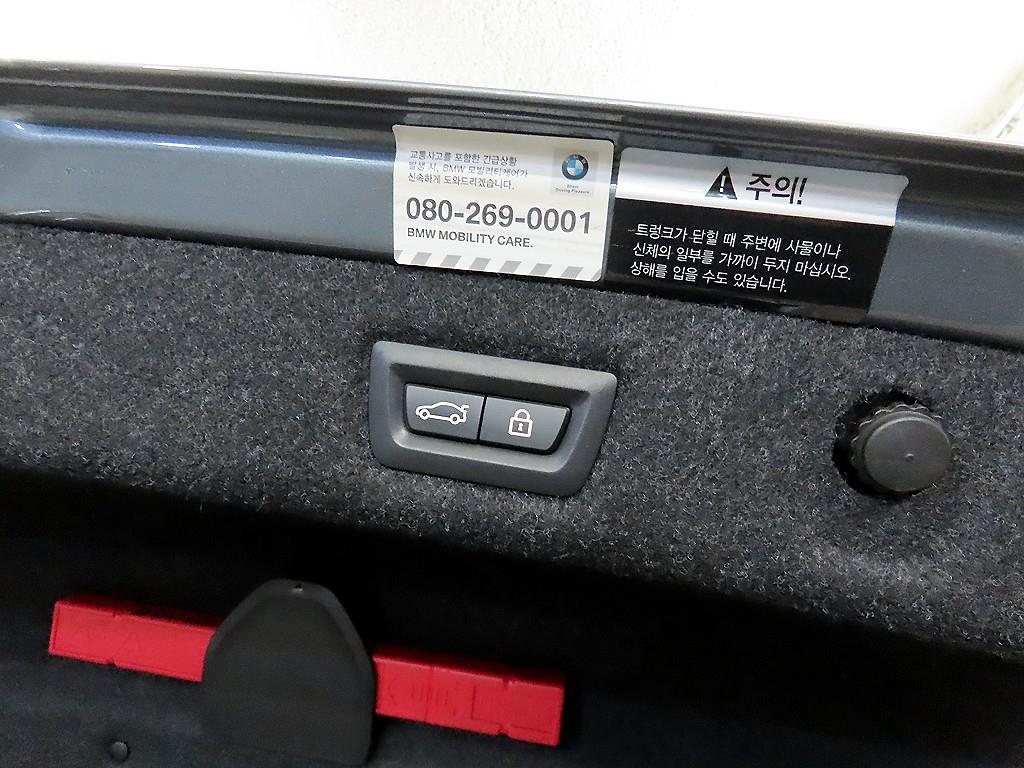 교통사고를 포함한 긴급상황
발생 시, BMW 모빌리티케어가
신속하게 도와드리겠습니다.
Sheer
Driving Pleasure
080-269-0001
BMW MOBILITY CARE.
주의!
트렁크가 닫힐 때 주변에 사물이나
신체의 일부를 가까이 두지 마십시오.
상해를 입을 수도 있습니다.